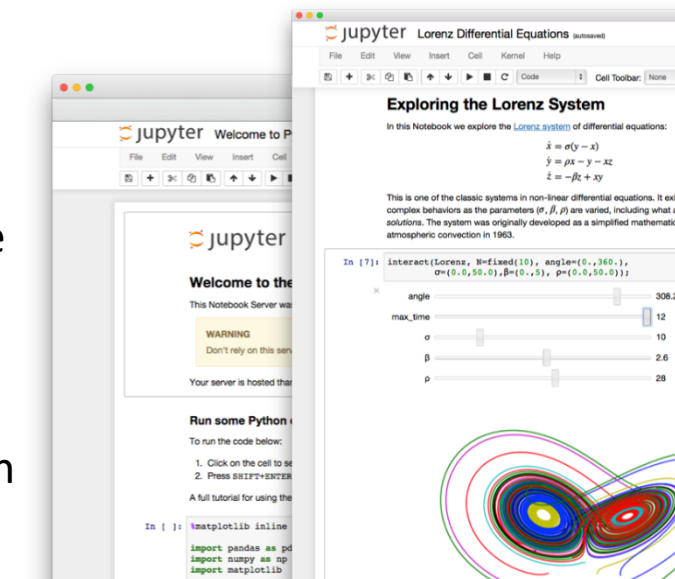 e
n
jupyter Welcome to P
File Edit View Insert Cell
jupyter
Welcome to the
This Notebook Server was
WARNING
Don't rely on this serv
Your server is hosted than
Run some Python c
To run the code below:
1. Click on the cell to se
2. Press SHIFT+ENTER
A full tutorial for using the
In [ ]: %matplotlib inline
import pandas as pd
import numpy as np
import matplotlib
jupyter Lorenz Differential Equations (autosaved)
File Edit View Insert Cell Kernel Help
Code Cell Toolbar: None
Exploring the Lorenz System
In this Notebook we explore the Lorenz system of differential equations:
ẋ = σ(y − x)
ẏ = ρx − y − xz
ż = −βz + xy
This is one of the classic systems in non-linear differential equations. It exl
complex behaviors as the parameters (σ, β, ρ) are varied, including what a
solutions. The system was originally developed as a simplified mathematic
atmospheric convection in 1963.
In [7]: interact(Lorenz, N=fixed(10), angle=(0.,360.),
σ=(0.0,50.0),β=(0.,5), ρ=(0.0,50.0));
×
angle 308.2
max_time 12
σ 10
β 2.6
ρ 28